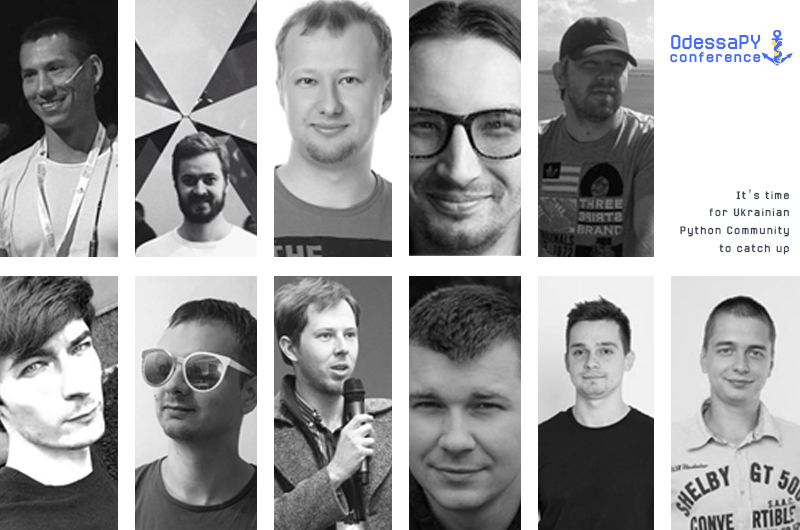 OdessaPY
conference
It's time
for Ukrainian
Python Community
to catch up
THREE
STRIPE
BRAND
THE
SHELBY GT 500
S.A.A.C.
CONVE RTIBLE